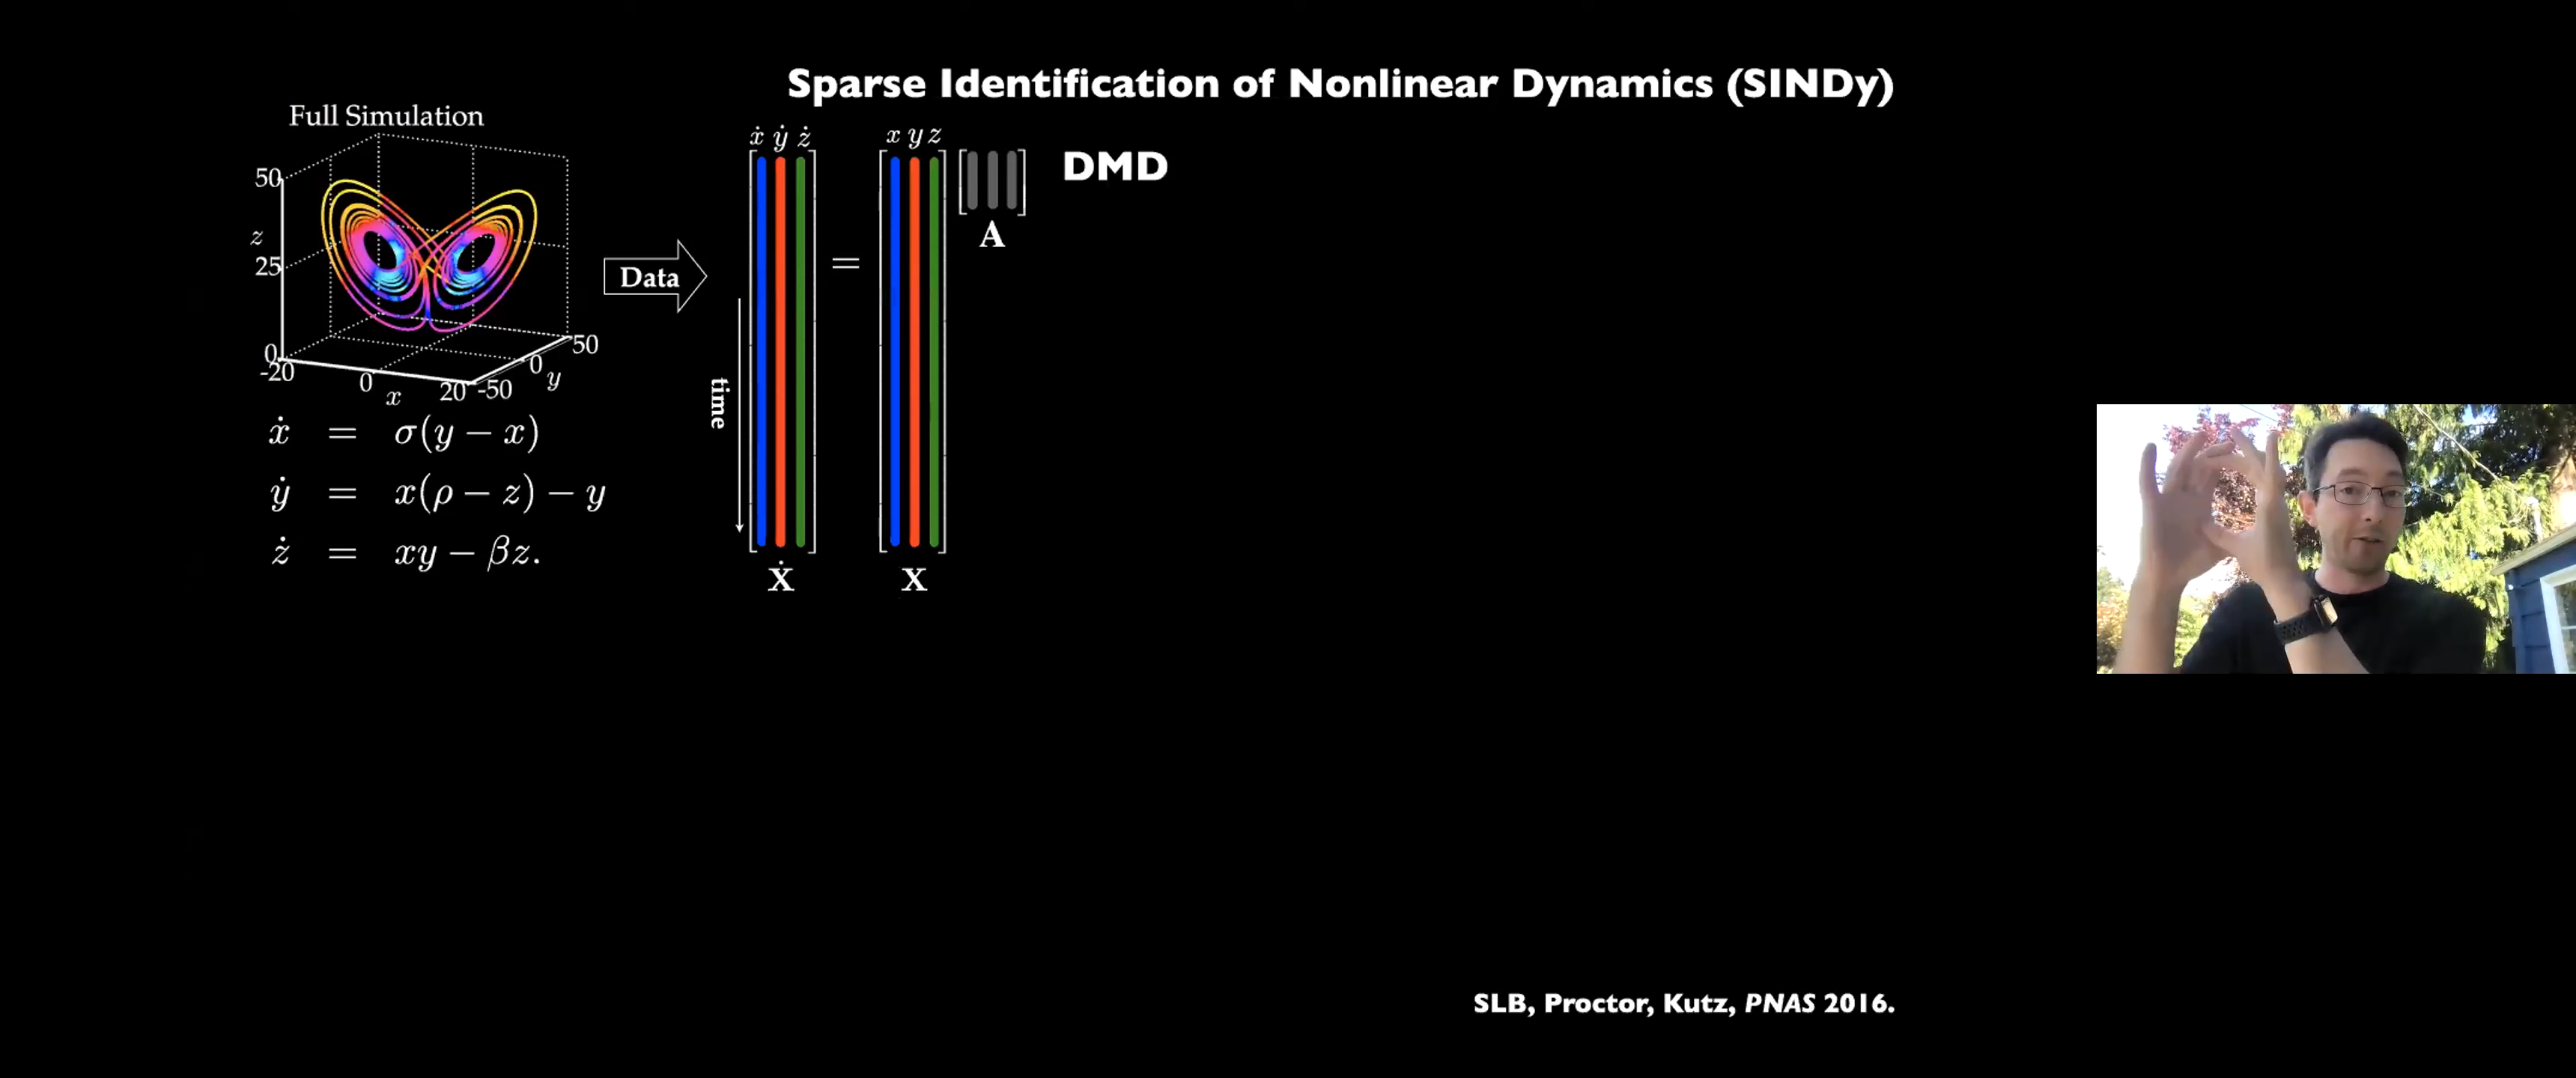 Sparse Identification of Nonlinear Dynamics (SINDy)
Full Simulation
50
25
0
z
-20
0
20
x
-50
0
50
y
ẋ = σ(y − x)
ẏ = x(ρ − z) − y
ż = xy − βz.
Data
time
ẋ ẏ ż
Ẋ
=
x y z
X
A
DMD
SLB, Proctor, Kutz, PNAS 2016.